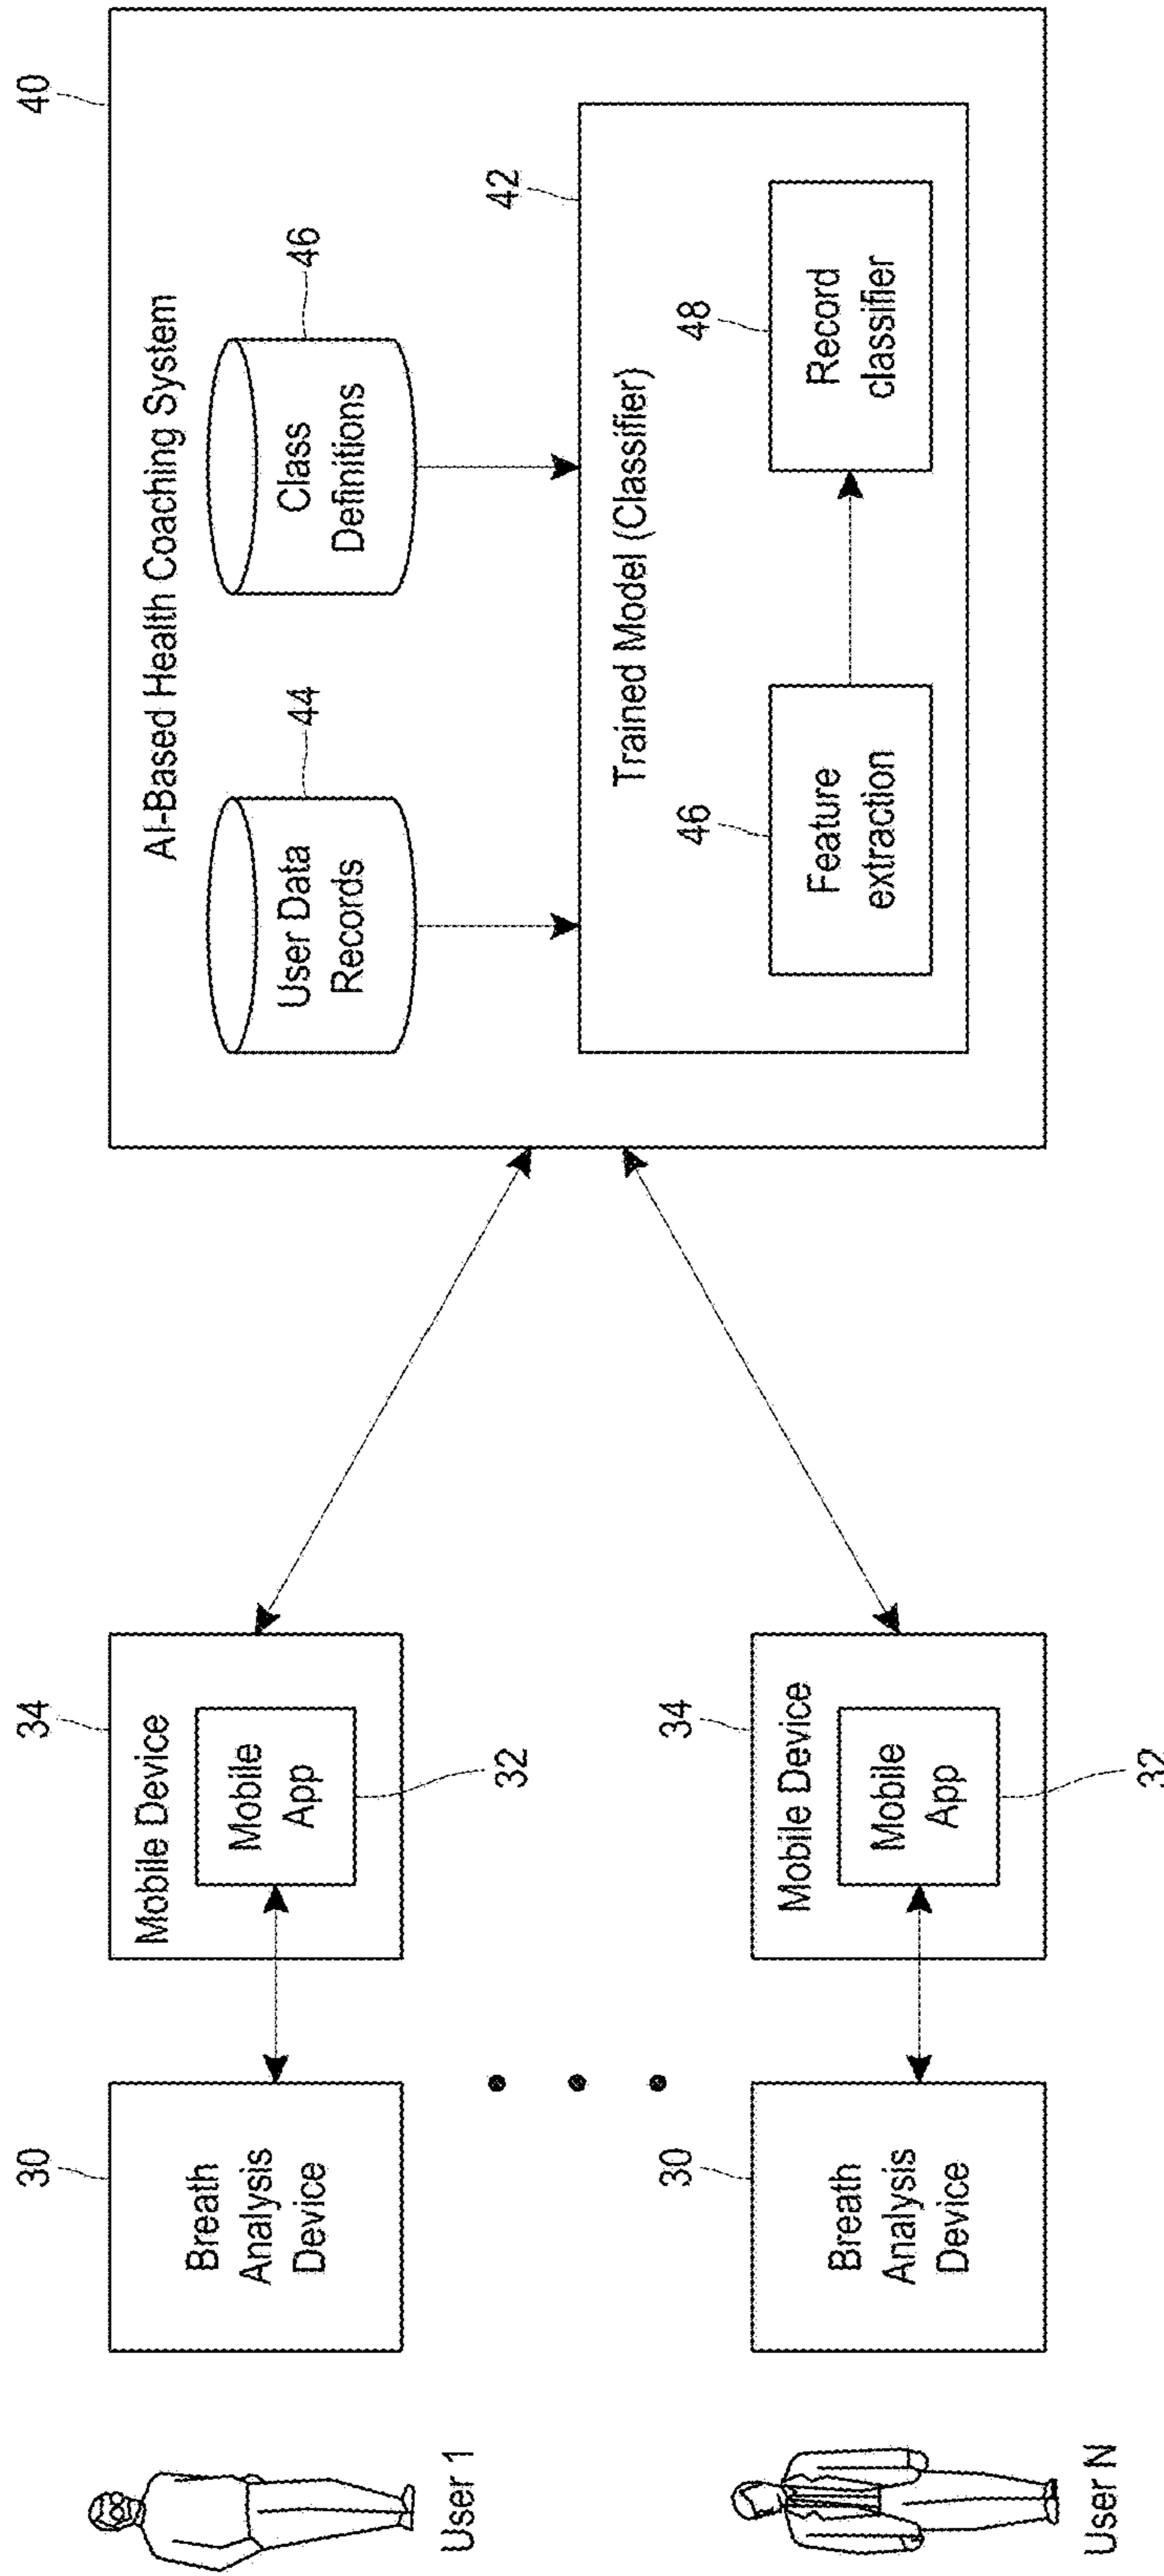 User 1
30
Breath
Analysis
Device
34
Mobile Device
Mobile
App
32
User N
30
Breath
Analysis
Device
34
Mobile Device
Mobile
App
32
40
AI-Based Health Coaching System
44
User Data
Records
46
Class
Definitions
42
Trained Model (Classifier)
46
Feature
extraction
48
Record
classifier